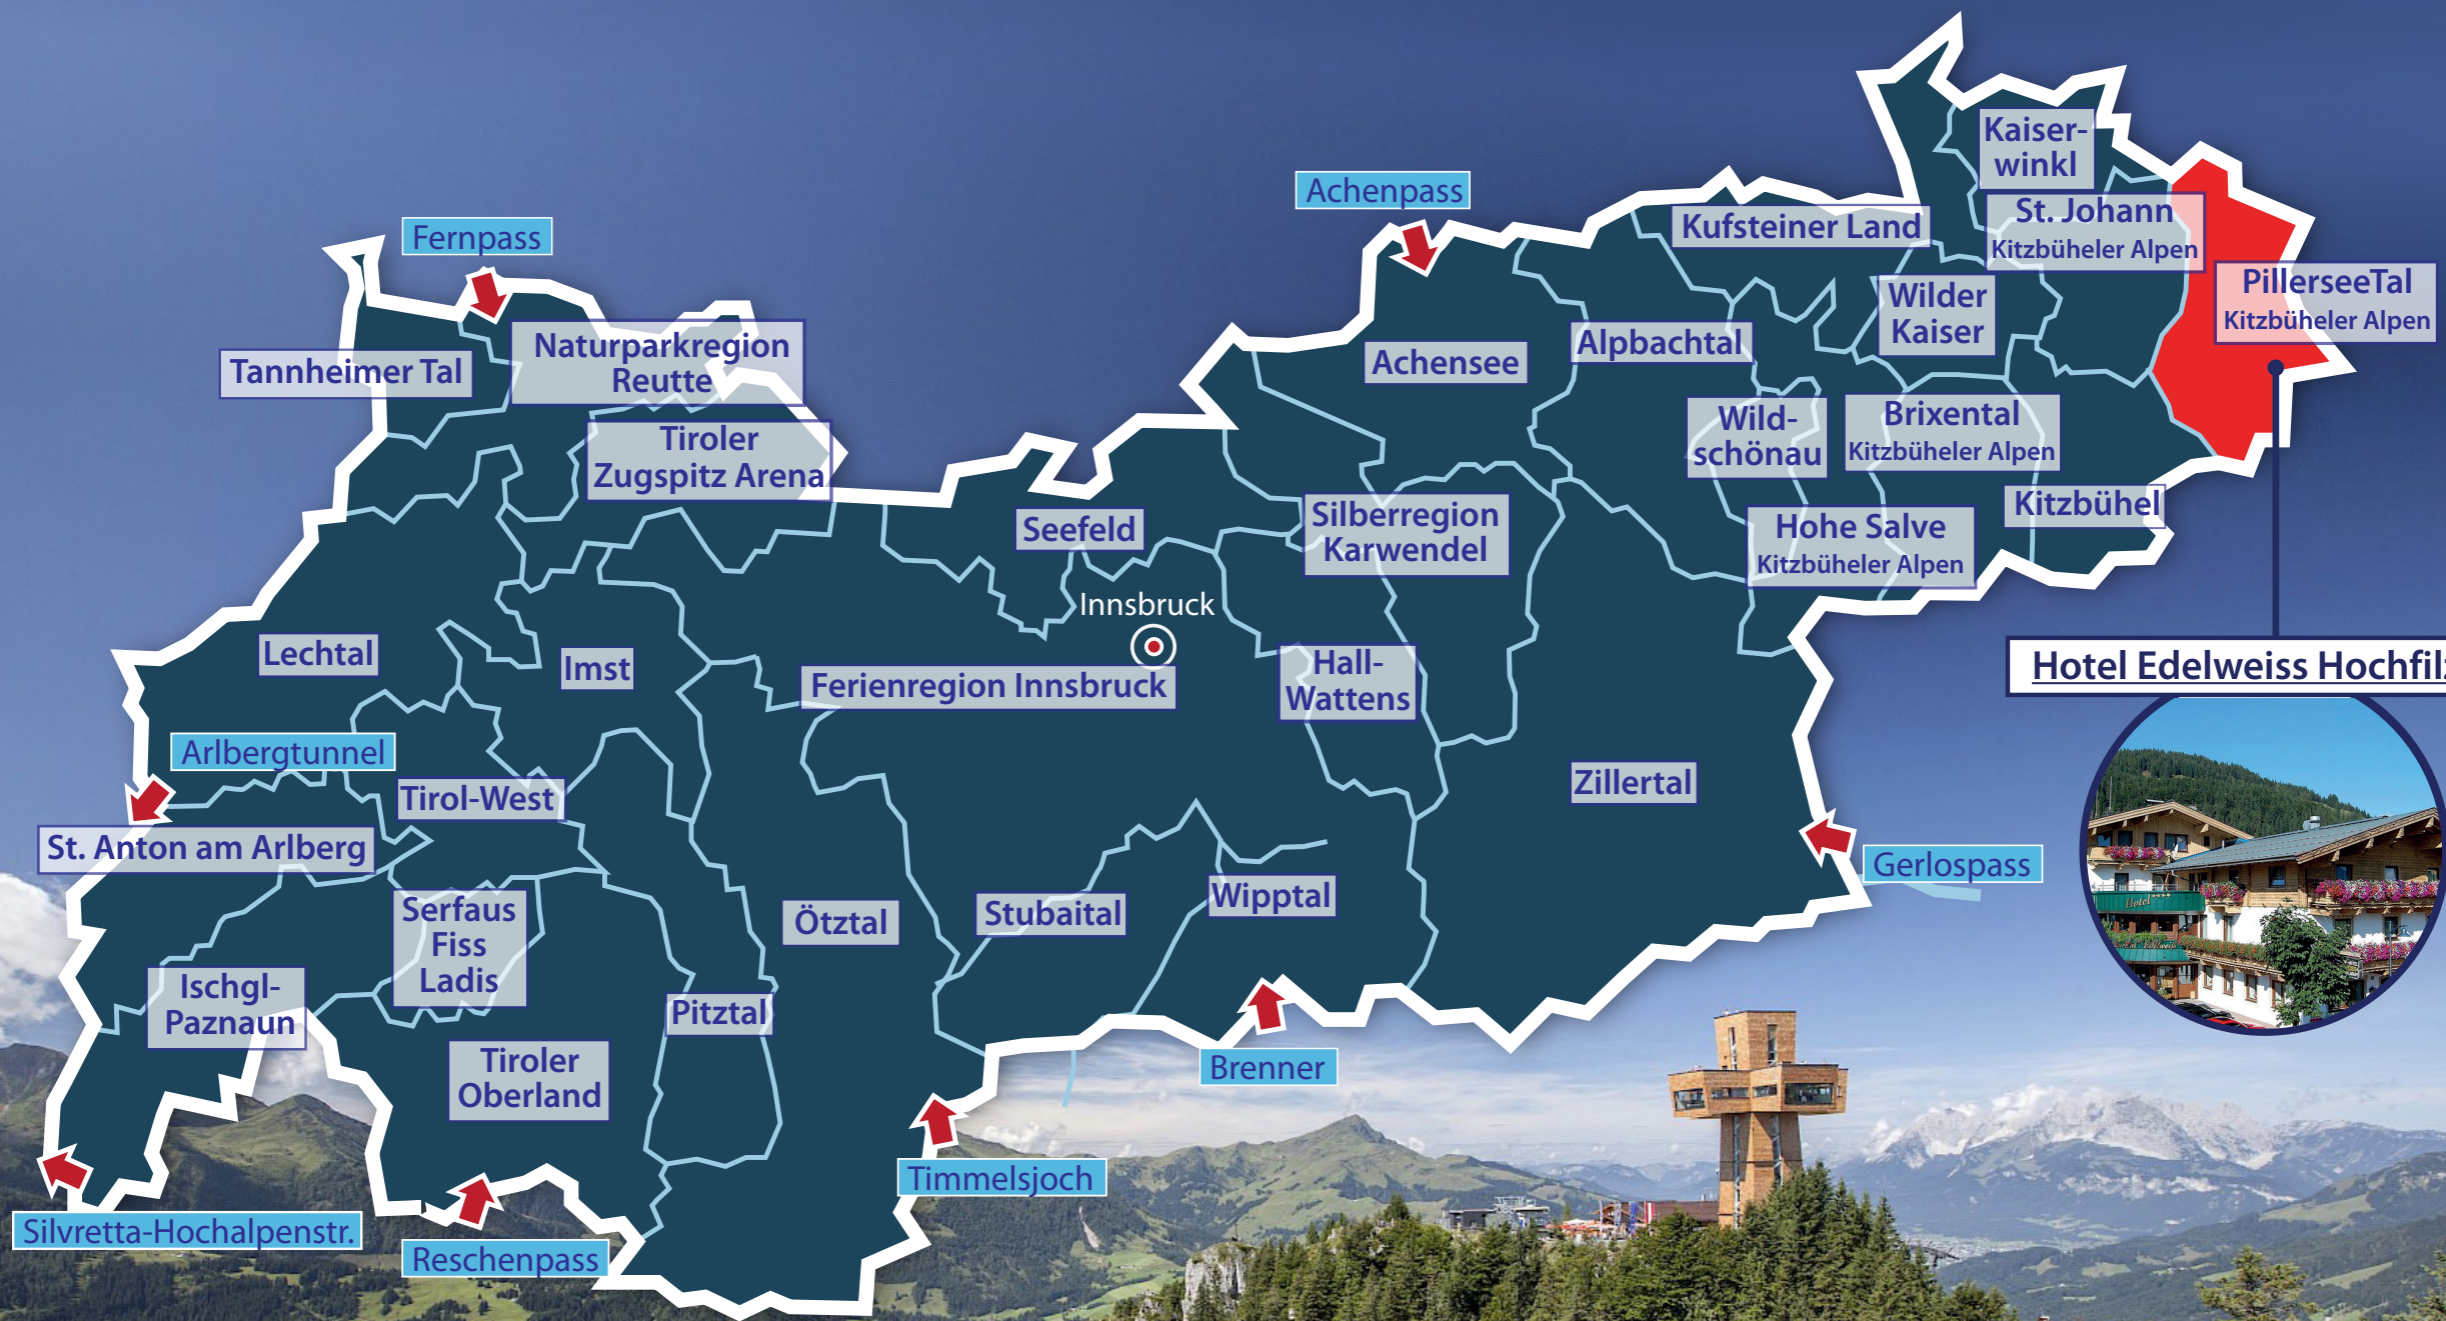 Kaiser-
winkl
Achenpass
St. Johann
Kitzbüheler Alpen
Kufsteiner Land
Fernpass
PillerseeTal
Kitzbüheler Alpen
Wilder
Kaiser
Naturparkregion
Reutte
Alpbachtal
Achensee
Tannheimer Tal
Wild-
schönau
Brixental
Kitzbüheler Alpen
Tiroler
Zugspitz Arena
Kitzbühel
Silberregion
Karwendel
Seefeld
Hohe Salve
Kitzbüheler Alpen
Innsbruck
Lechtal
Imst
Hall-
Wattens
Hotel Edelweiss Hochfilz
Ferienregion Innsbruck
Arlbergtunnel
Zillertal
Tirol-West
St. Anton am Arlberg
Gerlospass
Hotel
Wipptal
Stubaital
Ötztal
Serfaus
Fiss
Ladis
Ischgl-
Paznaun
Pitztal
Brenner
Tiroler
Oberland
Timmelsjoch
Silvretta-Hochalpenstr.
Reschenpass